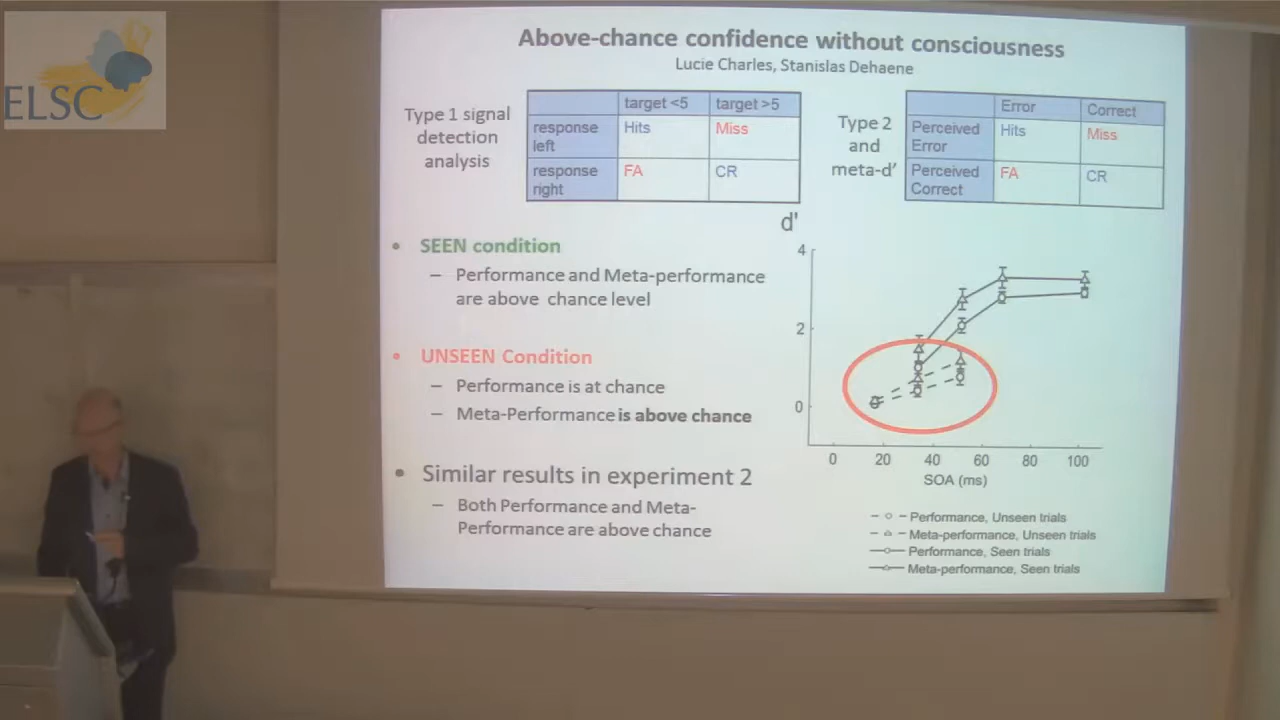 ELSC
Above-chance confidence without consciousness
Lucie Charles, Stanislas Dehaene
Type 1 signal
detection
analysis
target <5 target >5
response
left
Hits Miss
response
right
FA CR
Type 2
and
meta-d'
Error Correct
Perceived
Error
Hits Miss
Perceived
Correct
FA CR
• SEEN condition
– Performance and Meta-performance
are above chance level
• UNSEEN Condition
– Performance is at chance
– Meta-Performance is above chance
• Similar results in experiment 2
– Both Performance and Meta-
Performance are above chance
d'
4
2
0
0 20 40 60 80 100
SOA (ms)
Performance, Unseen trials
Meta-performance, Unseen trials
Performance, Seen trials
Meta-performance, Seen trials